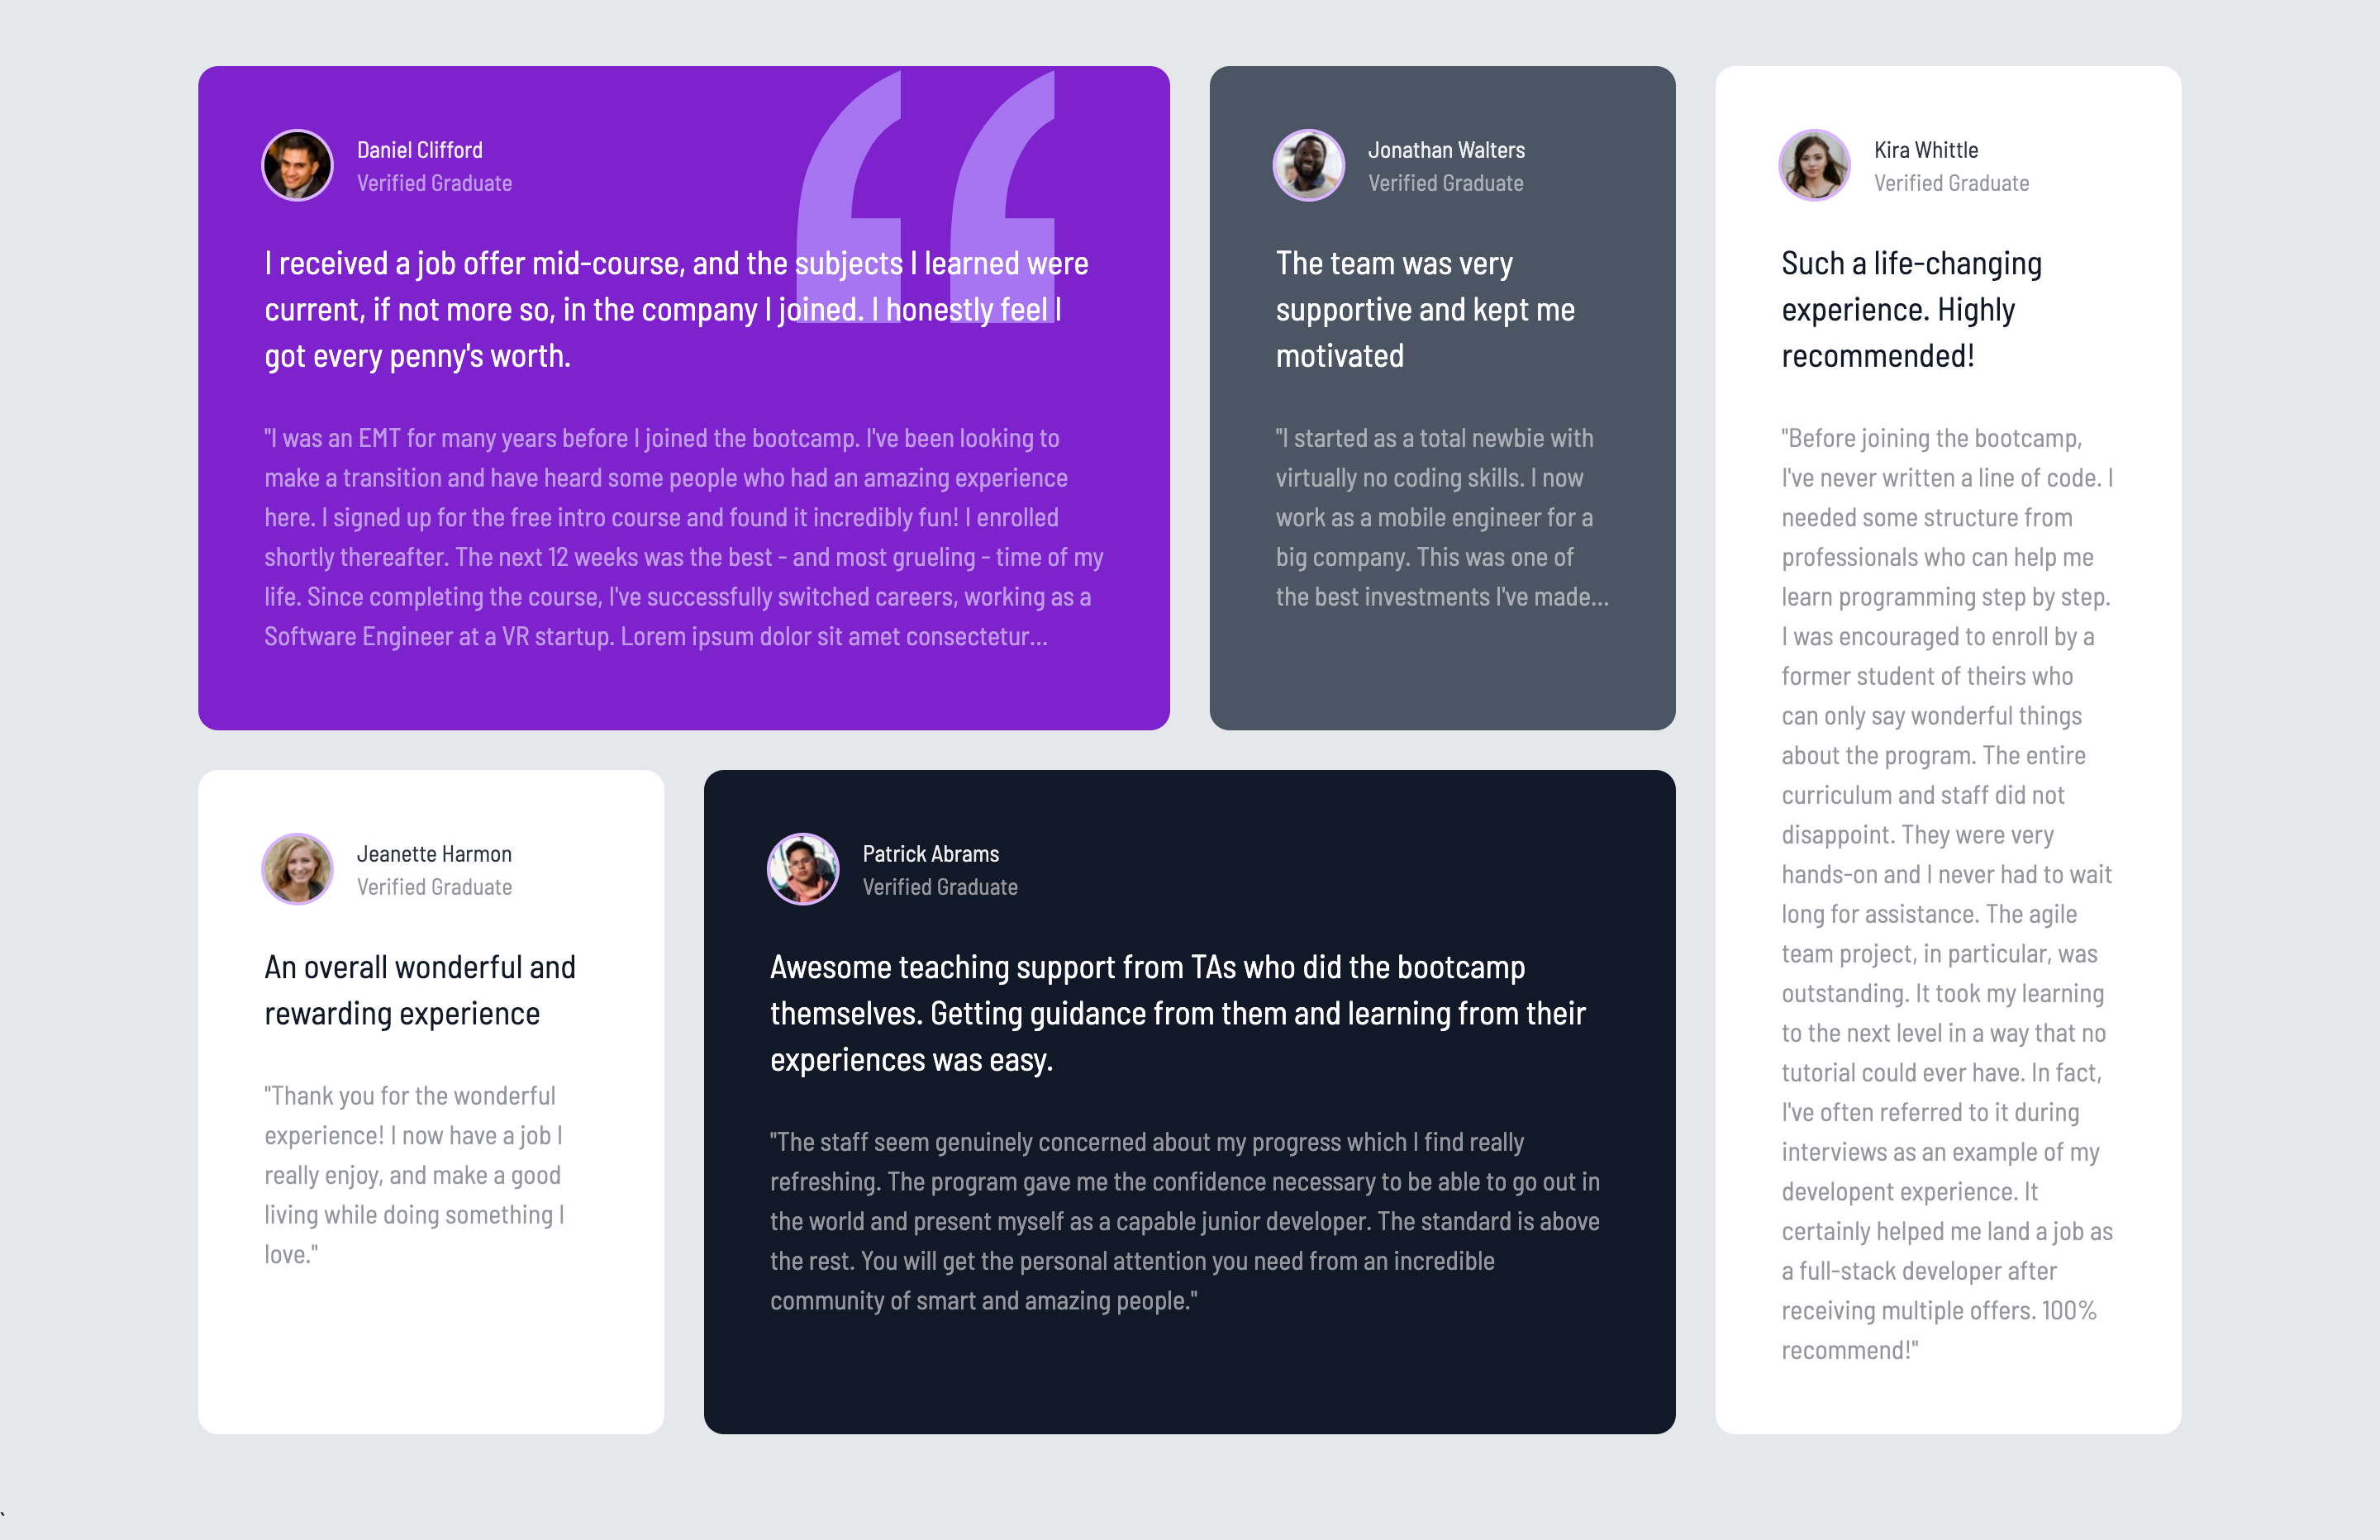 Daniel Clifford
Verified Graduate
I received a job offer mid-course, and the subjects I learned were
current, if not more so, in the company I joined. I honestly feel I
got every penny's worth.
"I was an EMT for many years before I joined the bootcamp. I've been looking to
make a transition and have heard some people who had an amazing experience
here. I signed up for the free intro course and found it incredibly fun! I enrolled
shortly thereafter. The next 12 weeks was the best - and most grueling - time of my
life. Since completing the course, I've successfully switched careers, working as a
Software Engineer at a VR startup. Lorem ipsum dolor sit amet consectetur...
Jonathan Walters
Verified Graduate
The team was very
supportive and kept me
motivated
"I started as a total newbie with
virtually no coding skills. I now
work as a mobile engineer for a
big company. This was one of
the best investments I've made...
Kira Whittle
Verified Graduate
Such a life-changing
experience. Highly
recommended!
"Before joining the bootcamp,
I've never written a line of code. I
needed some structure from
professionals who can help me
learn programming step by step.
I was encouraged to enroll by a
former student of theirs who
can only say wonderful things
about the program. The entire
curriculum and staff did not
disappoint. They were very
hands-on and I never had to wait
long for assistance. The agile
team project, in particular, was
outstanding. It took my learning
to the next level in a way that no
tutorial could ever have. In fact,
I've often referred to it during
interviews as an example of my
developent experience. It
certainly helped me land a job as
a full-stack developer after
receiving multiple offers. 100%
recommend!"
Jeanette Harmon
Verified Graduate
An overall wonderful and
rewarding experience
"Thank you for the wonderful
experience! I now have a job I
really enjoy, and make a good
living while doing something I
love."
Patrick Abrams
Verified Graduate
Awesome teaching support from TAs who did the bootcamp
themselves. Getting guidance from them and learning from their
experiences was easy.
"The staff seem genuinely concerned about my progress which I find really
refreshing. The program gave me the confidence necessary to be able to go out in
the world and present myself as a capable junior developer. The standard is above
the rest. You will get the personal attention you need from an incredible
community of smart and amazing people."
`